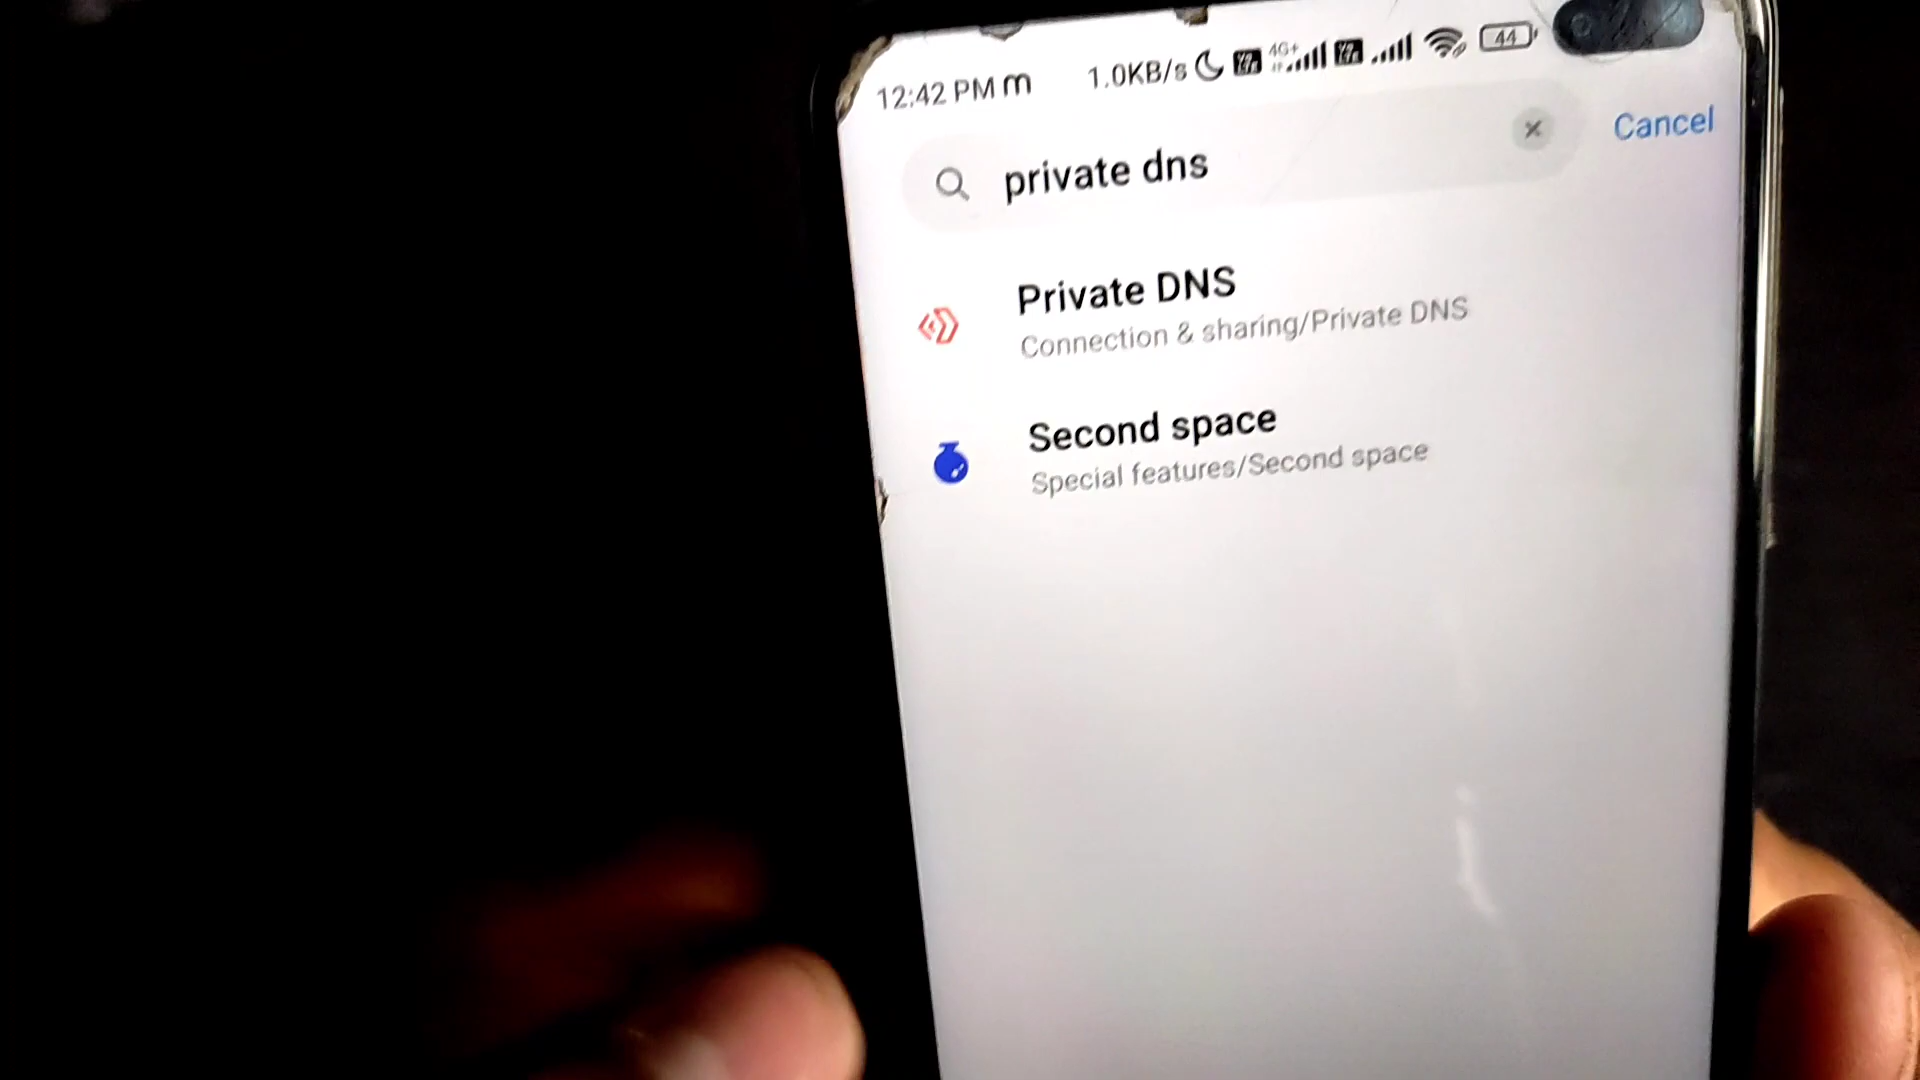 12:42 PM m 1.0KB/s 4G+ 44
private dns
Cancel
Private DNS
Connection & sharing/Private DNS
Second space
Special features/Second space